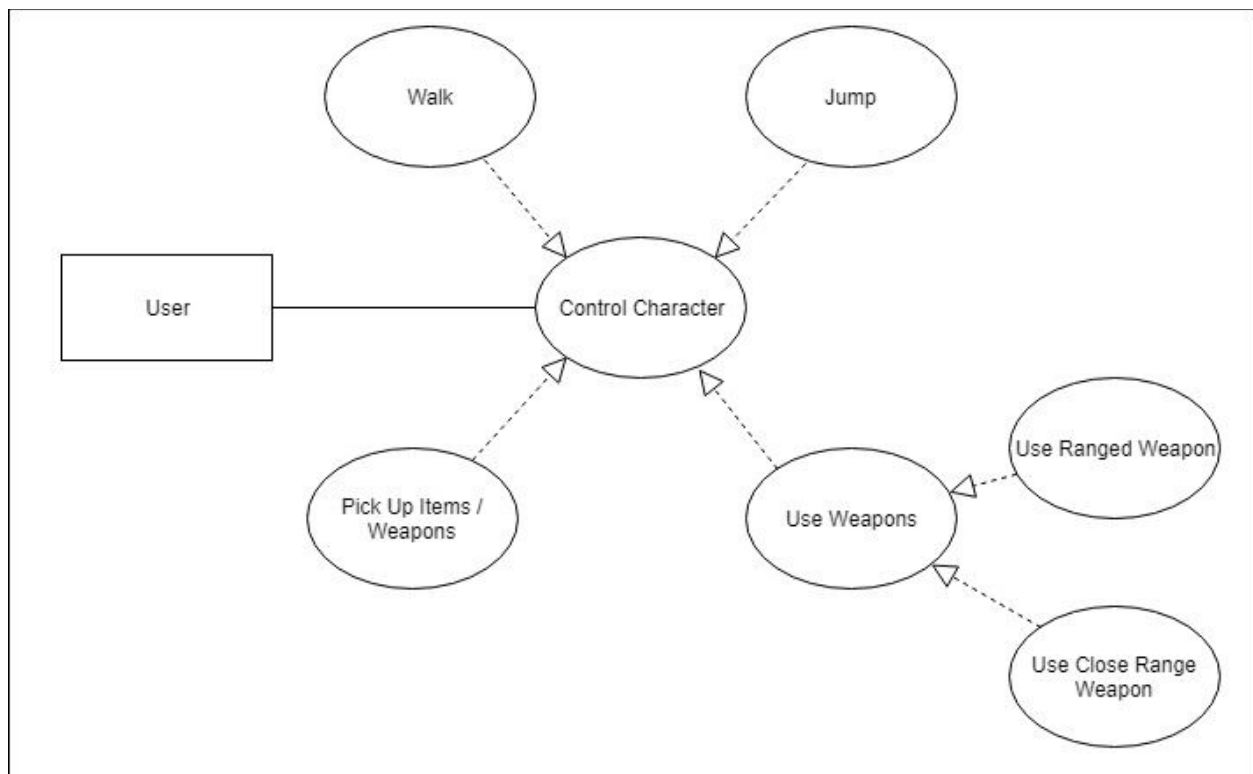 Walk
Jump
User
Control Character
Use Ranged Weapon
Pick Up Items /
Weapons
Use Weapons
Use Close Range
Weapon